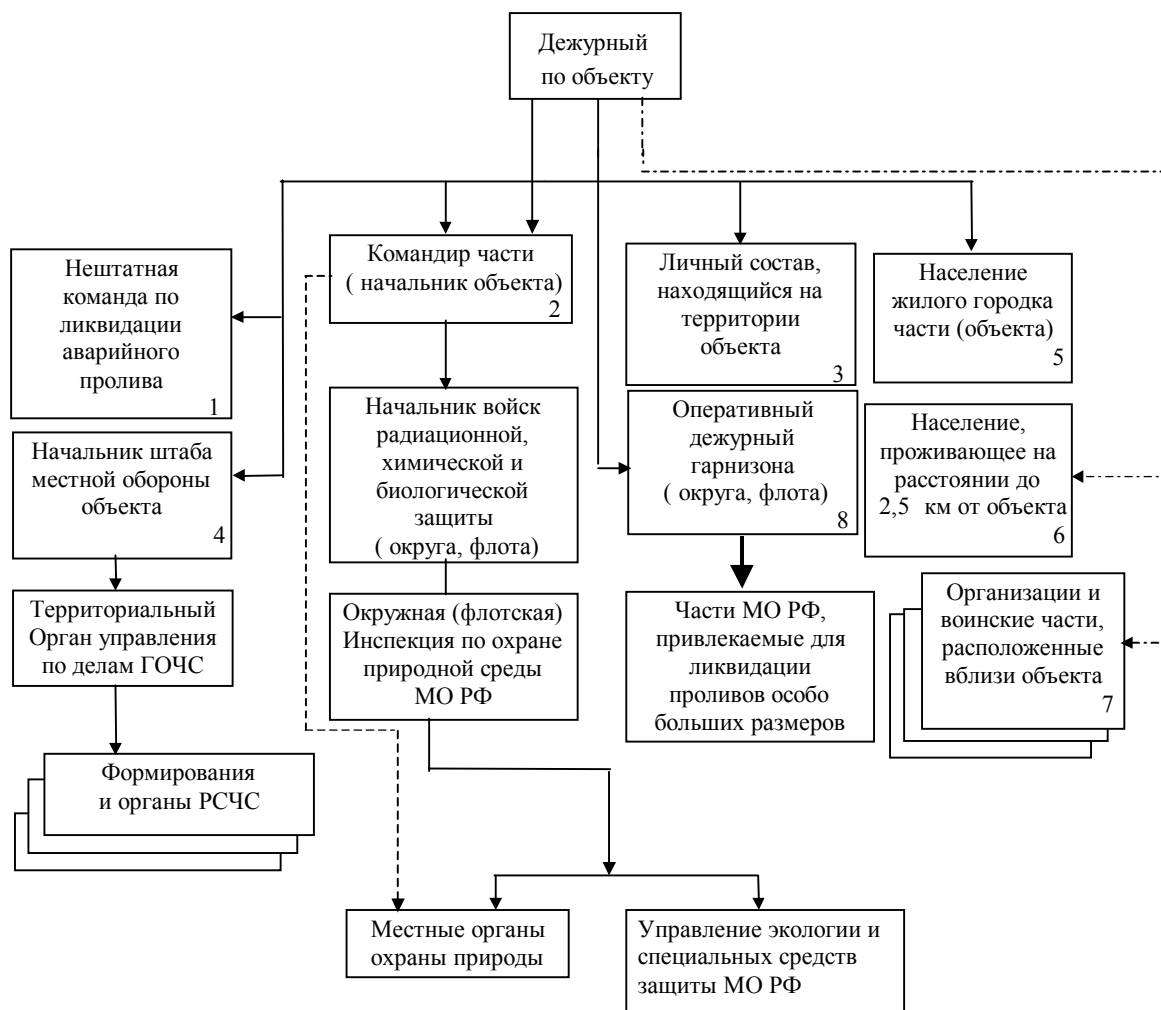 Дежурный
по объекту
Нештатная
команда по
ликвидации
аварийного
пролива
1
Командир части
( начальник объекта)
2
Личный состав,
находящийся на
территории
объекта
3
Население
жилого городка
части (объекта)
5
Начальник штаба
местной обороны
объекта
4
Начальник войск
радиационной,
химической и
биологической
защиты
( округа, флота)
Оперативный
дежурный
гарнизона
( округа, флота)
8
Население,
проживающее на
расстоянии до
2,5 км от объекта
6
Территориальный
Орган управления
по делам ГОЧС
Окружная (флотская)
Инспекция по охране
природной среды
МО РФ
Части МО РФ,
привлекаемые для
ликвидации
проливов особо
больших размеров
Организации и
воинские части,
расположенные
вблизи объекта
7
Формирования
и органы РСЧС
Местные органы
охраны природы
Управление экологии и
специальных средств
защиты МО РФ